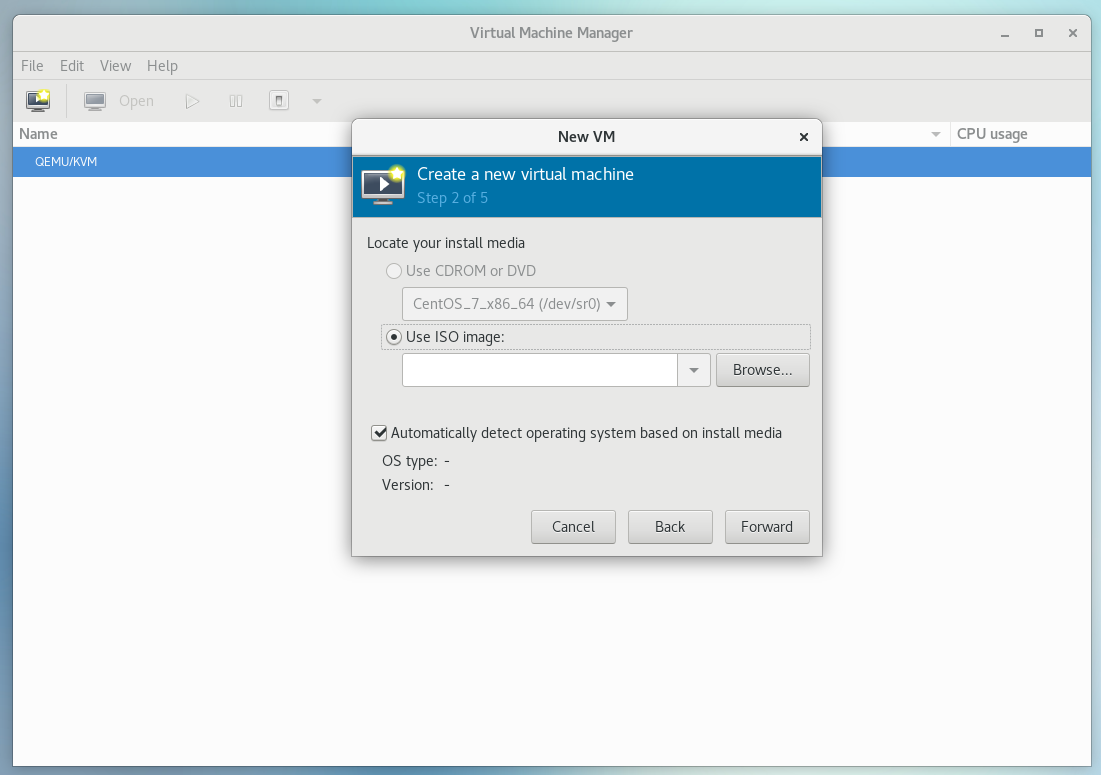 Virtual Machine Manager
File Edit View Help
Open
Name CPU usage
QEMU/KVM
New VM
Create a new virtual machine
Step 2 of 5
Locate your install media
Use CDROM or DVD
CentOS_7_x86_64 (/dev/sr0)
Use ISO image:
Browse...
Automatically detect operating system based on install media
OS type: -
Version: -
Cancel Back Forward